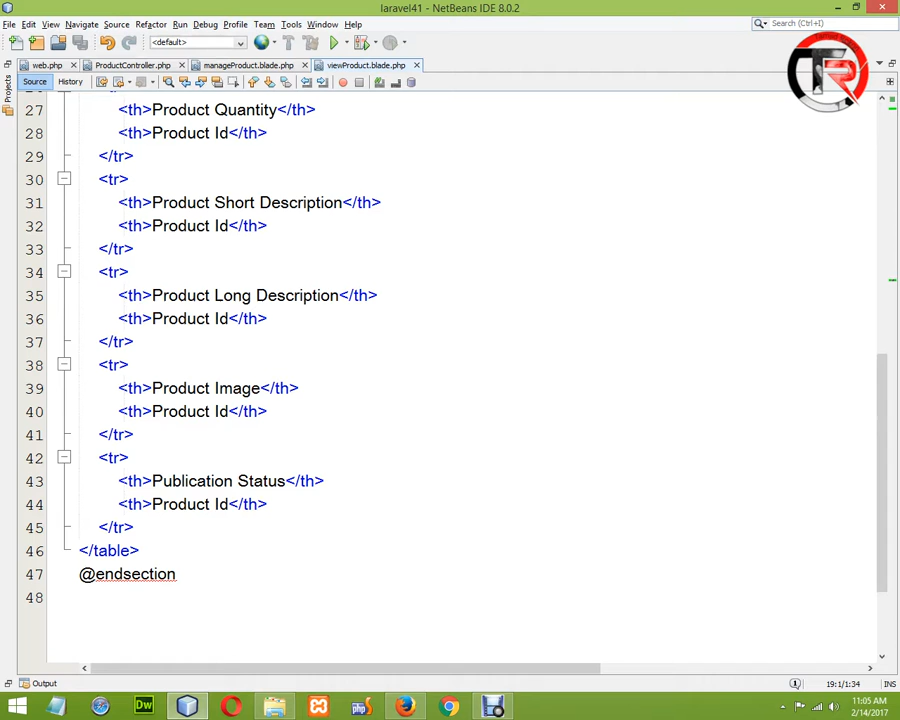 laravel41 - NetBeans IDE 8.0.2
File Edit View Navigate Source Refactor Run Debug Profile Team Tools Window Help
<default>
Search (Ctrl+I)
web.php ProductController.php manageProduct.blade.php viewProduct.blade.php
Source History
Projects
27 <th>Product Quantity</th>
28 <th>Product Id</th>
29 </tr>
30 <tr>
31 <th>Product Short Description</th>
32 <th>Product Id</th>
33 </tr>
34 <tr>
35 <th>Product Long Description</th>
36 <th>Product Id</th>
37 </tr>
38 <tr>
39 <th>Product Image</th>
40 <th>Product Id</th>
41 </tr>
42 <tr>
43 <th>Publication Status</th>
44 <th>Product Id</th>
45 </tr>
46 </table>
47 @endsection
48
Output
19:1/1:34 INS
Dw
11:05 AM
2/14/2017